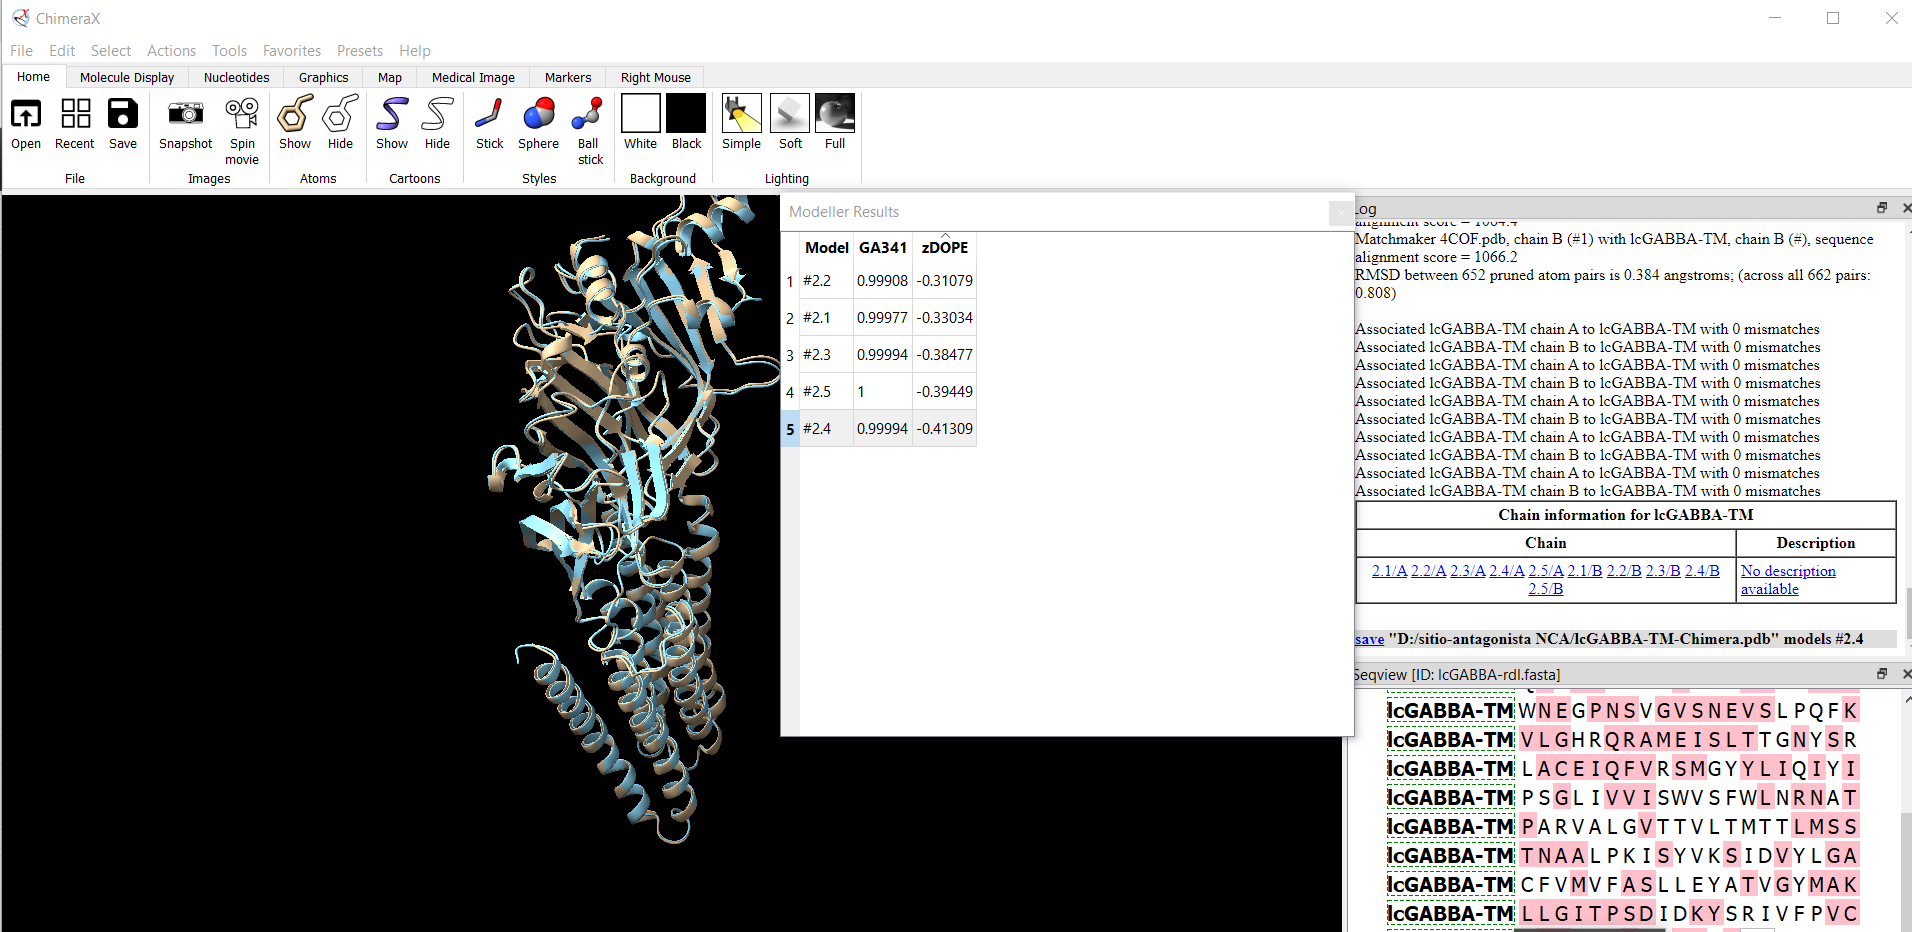 ChimeraX
File Edit Select Actions Tools Favorites Presets Help
Home Molecule Display Nucleotides Graphics Map Medical Image Markers Right Mouse
Open Recent Save Snapshot Spin movie Show Hide Show Hide Stick Sphere Ball stick White Black Simple Soft Full
File Images Atoms Cartoons Styles Background Lighting
Modeller Results
Model GA341 zDOPE
1 #2.2 0.99908 -0.31079
2 #2.1 0.99977 -0.33034
3 #2.3 0.99994 -0.38477
4 #2.5 1 -0.39449
5 #2.4 0.99994 -0.41309
Log
alignment score = 1064.4
Matchmaker 4COF.pdb, chain B (#1) with lcGABBA-TM, chain B (#), sequence
alignment score = 1066.2
RMSD between 652 pruned atom pairs is 0.384 angstroms; (across all 662 pairs:
0.808)
Associated lcGABBA-TM chain A to lcGABBA-TM with 0 mismatches
Associated lcGABBA-TM chain B to lcGABBA-TM with 0 mismatches
Associated lcGABBA-TM chain A to lcGABBA-TM with 0 mismatches
Associated lcGABBA-TM chain B to lcGABBA-TM with 0 mismatches
Associated lcGABBA-TM chain A to lcGABBA-TM with 0 mismatches
Associated lcGABBA-TM chain B to lcGABBA-TM with 0 mismatches
Associated lcGABBA-TM chain A to lcGABBA-TM with 0 mismatches
Associated lcGABBA-TM chain B to lcGABBA-TM with 0 mismatches
Associated lcGABBA-TM chain A to lcGABBA-TM with 0 mismatches
Associated lcGABBA-TM chain B to lcGABBA-TM with 0 mismatches
Chain information for lcGABBA-TM
Chain Description
2.1/A 2.2/A 2.3/A 2.4/A 2.5/A 2.1/B 2.2/B 2.3/B 2.4/B
2.5/B
No description
available
save "D:/sitio-antagonista NCA/lcGABBA-TM-Chimera.pdb" models #2.4
Seqview [ID: lcGABBA-rdl.fasta]
lcGABBA-TM WNEGPNSVGVSNEVSLPQFK
lcGABBA-TM VLGHRQRAMEISLTTGNYSR
lcGABBA-TM LACEIQFVRSMGYYLIQIYI
lcGABBA-TM PSGLIVVISWVSFWLNRNAT
lcGABBA-TM PARVALGVTTVLTMTTLMSS
lcGABBA-TM TNAALPKISYVKSIDVYLGA
lcGABBA-TM CFVMVFASLLEYATVGYMAK
lcGABBA-TM LLGITPSDIDKYSRIVFPVC